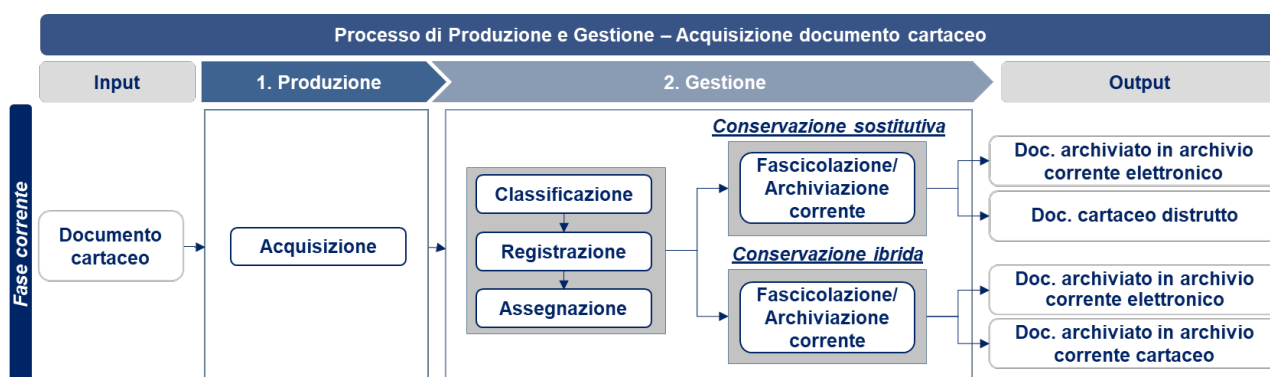 Processo di Produzione e Gestione – Acquisizione documento cartaceo
Input
1. Produzione
2. Gestione
Output
Fase corrente
Documento
cartaceo
Acquisizione
Classificazione
Registrazione
Assegnazione
Conservazione sostitutiva
Fascicolazione/
Archiviazione
corrente
Conservazione ibrida
Fascicolazione/
Archiviazione
corrente
Doc. archiviato in archivio
corrente elettronico
Doc. cartaceo distrutto
Doc. archiviato in archivio
corrente elettronico
Doc. archiviato in archivio
corrente cartaceo